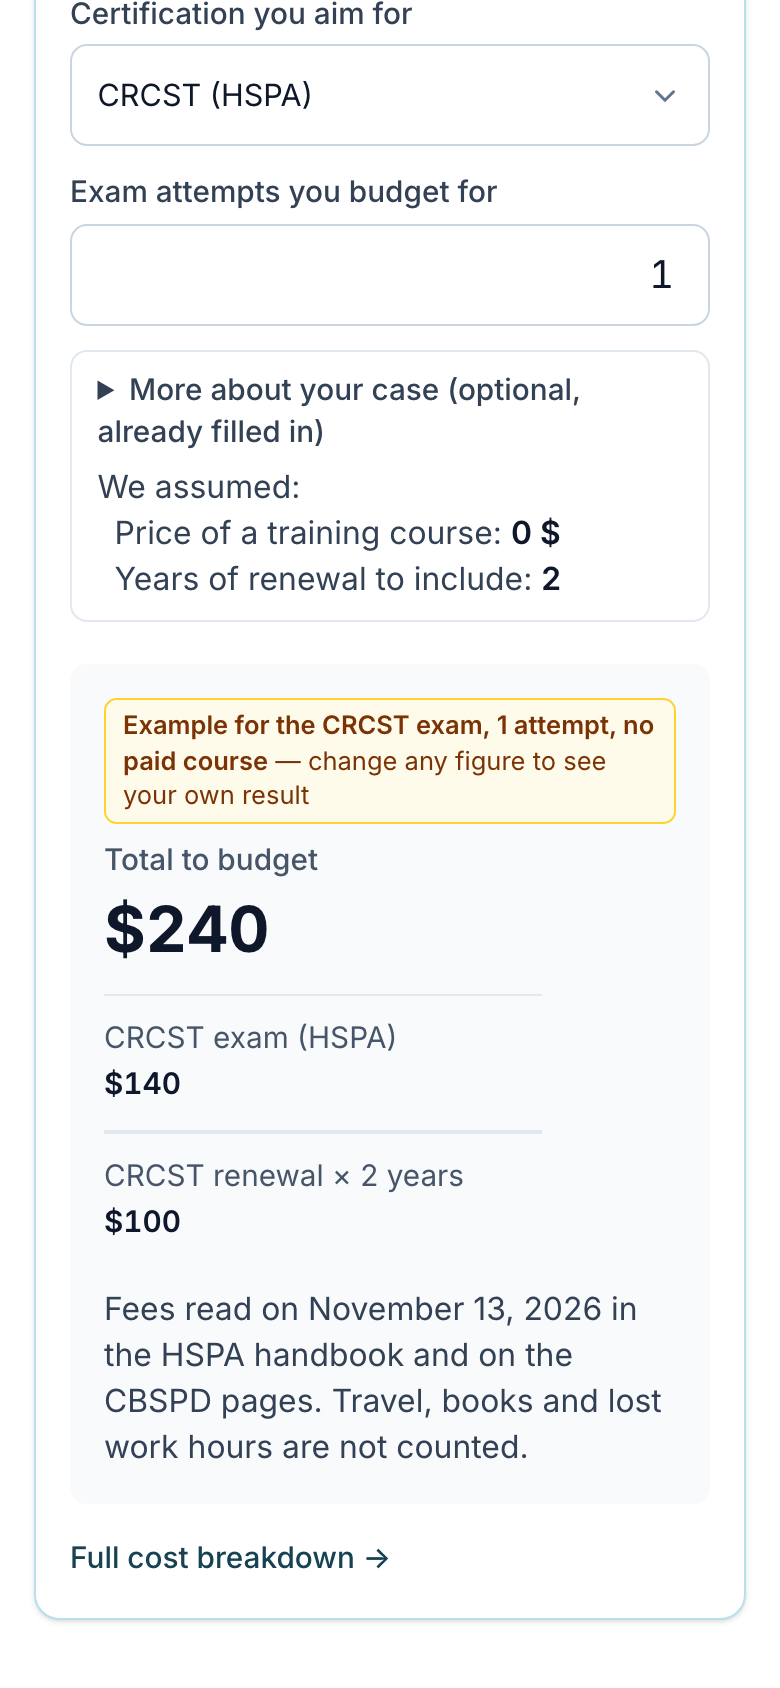 Certification you aim for
CRCST (HSPA)
Exam attempts you budget for
1
▶ More about your case (optional,
already filled in)
We assumed:
Price of a training course: 0 $
Years of renewal to include: 2
Example for the CRCST exam, 1 attempt, no
paid course — change any figure to see
your own result
Total to budget
$240
CRCST exam (HSPA)
$140
CRCST renewal × 2 years
$100
Fees read on November 13, 2026 in
the HSPA handbook and on the
CBSPD pages. Travel, books and lost
work hours are not counted.
Full cost breakdown →